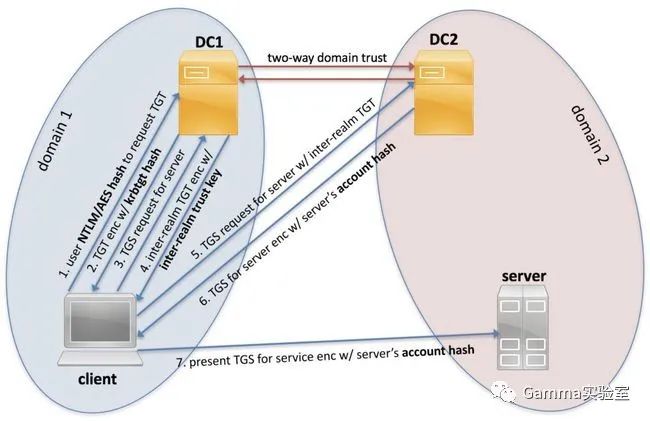 DC1
DC2
two-way domain trust
domain 1
domain 2
1. user NTLM/AES hash to request TGT
2. TGT enc w/ krbtgt hash
3. TGS request for server
4. inter-realm TGT enc w/
inter-realm trust key
5. TGS request for server w/ inter-realm TGT
6. TGS for server enc w/ server's account hash
server
client
7. present TGS for service enc w/ server's account hash
Gamma实验室